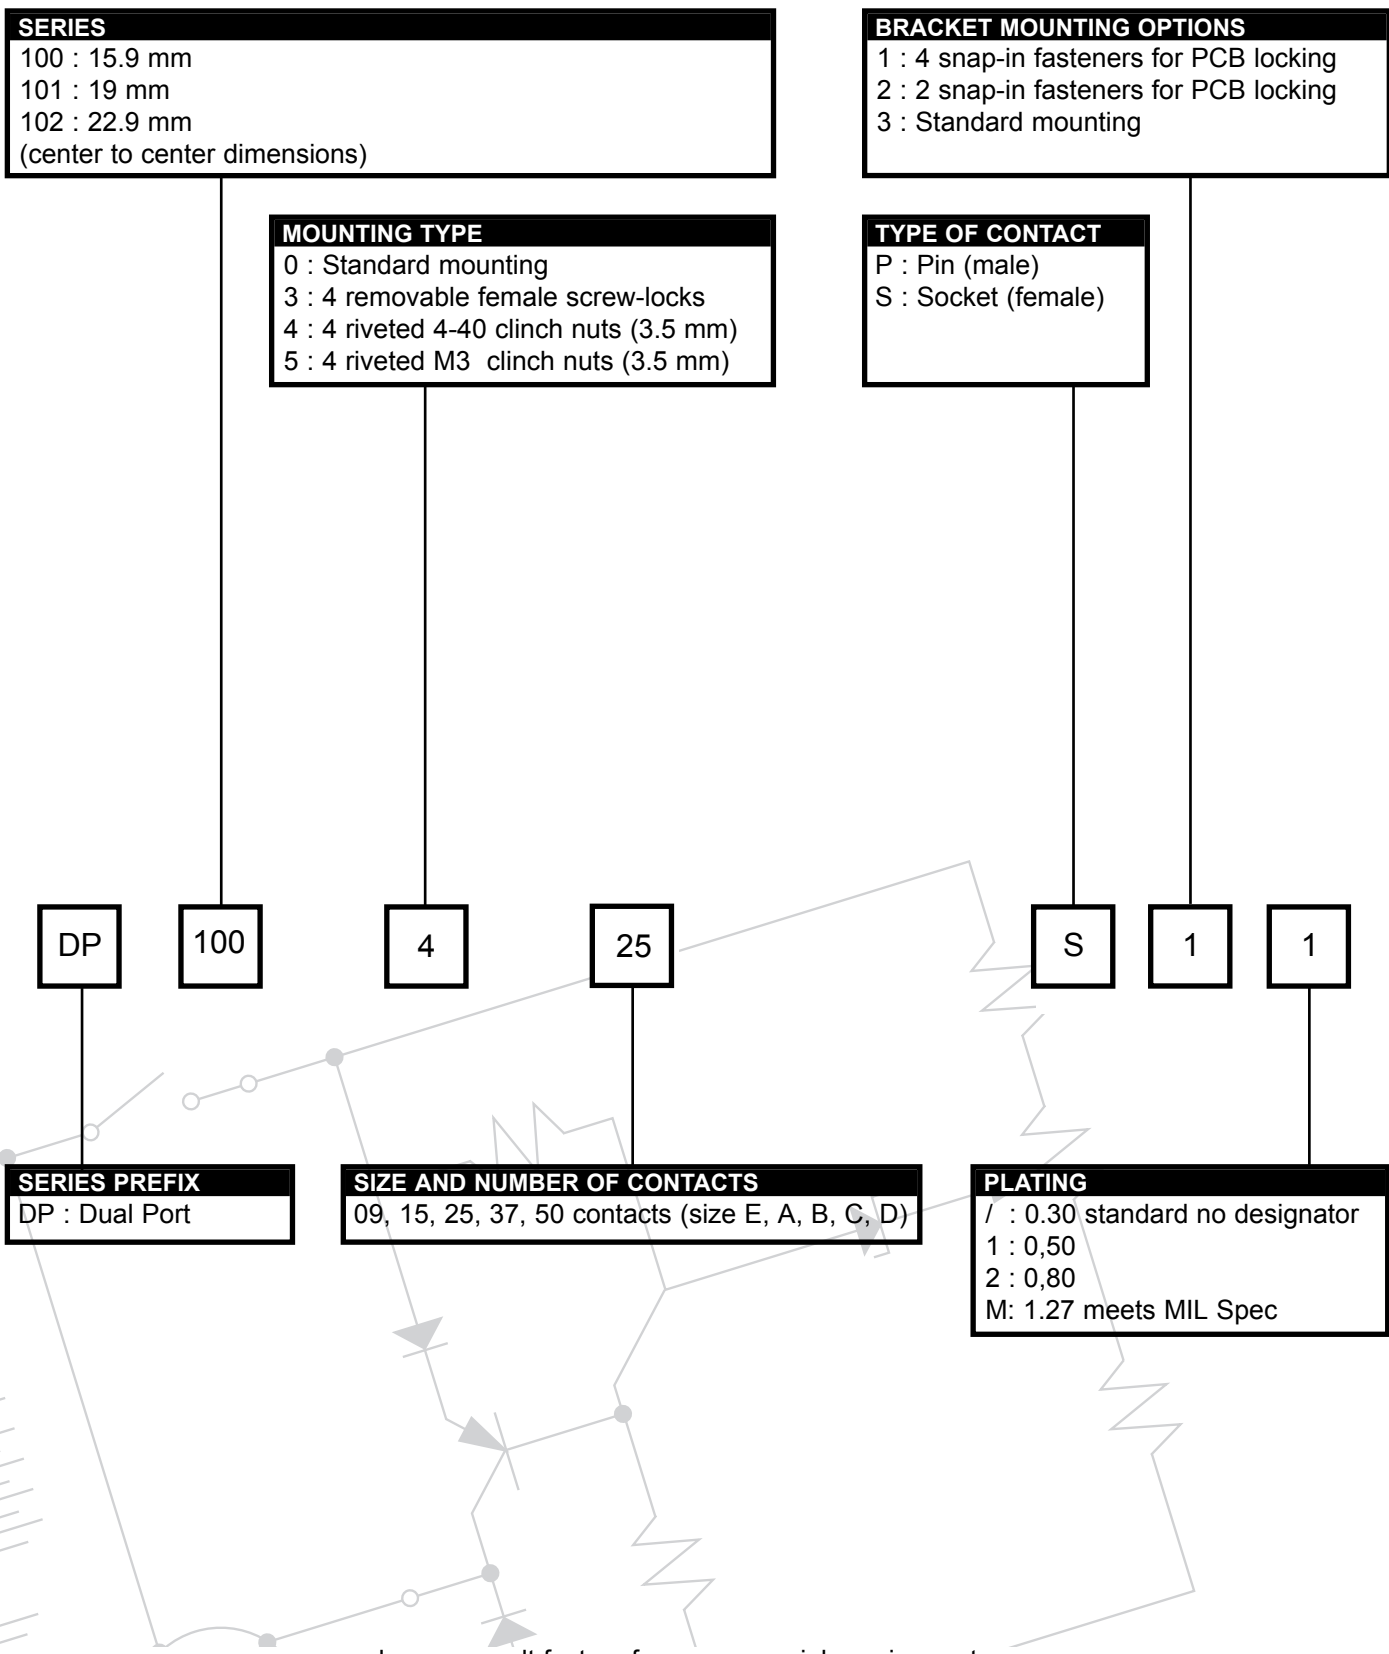 SERIES
100 : 15.9 mm
101 : 19 mm
102 : 22.9 mm
(center to center dimensions)
BRACKET MOUNTING OPTIONS
1 : 4 snap-in fasteners for PCB locking
2 : 2 snap-in fasteners for PCB locking
3 : Standard mounting
MOUNTING TYPE
0 : Standard mounting
3 : 4 removable female screw-locks
4 : 4 riveted 4-40 clinch nuts (3.5 mm)
5 : 4 riveted M3 clinch nuts (3.5 mm)
TYPE OF CONTACT
P : Pin (male)
S : Socket (female)
DP 100 4 25 S 1 1
SERIES PREFIX
DP : Dual Port
SIZE AND NUMBER OF CONTACTS
09, 15, 25, 37, 50 contacts (size E, A, B, C, D)
PLATING
/ : 0.30 standard no designator
1 : 0,50
2 : 0,80
M: 1.27 meets MIL Spec